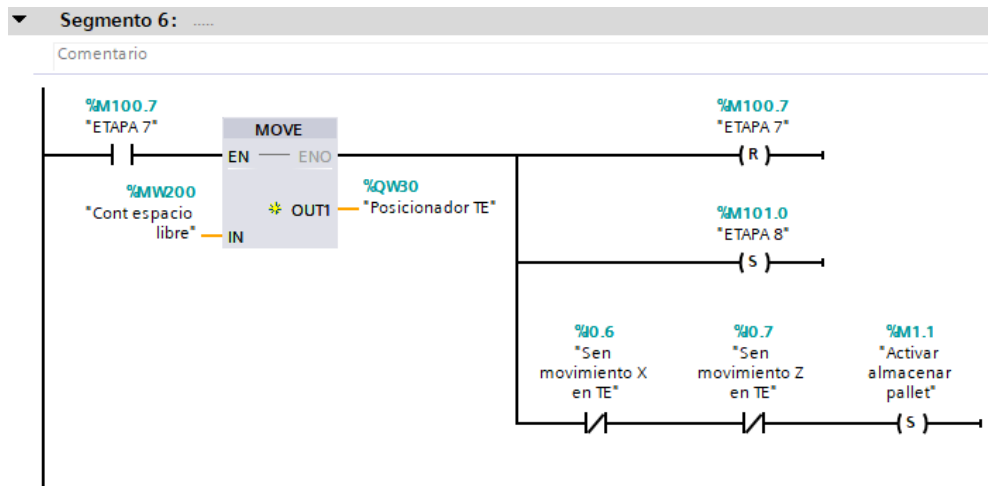 Segmento 6: .....
Comentario
%M100.7
"ETAPA 7"
MOVE
EN
ENO
%MW200
"Cont espacio
libre"
IN
OUT1
%QW30
"Posicionador TE"
%M100.7
"ETAPA 7"
R
%M101.0
"ETAPA 8"
S
%I0.6
"Sen
movimiento X
en TE"
%I0.7
"Sen
movimiento Z
en TE"
%M1.1
"Activar
almacenar
pallet"
S